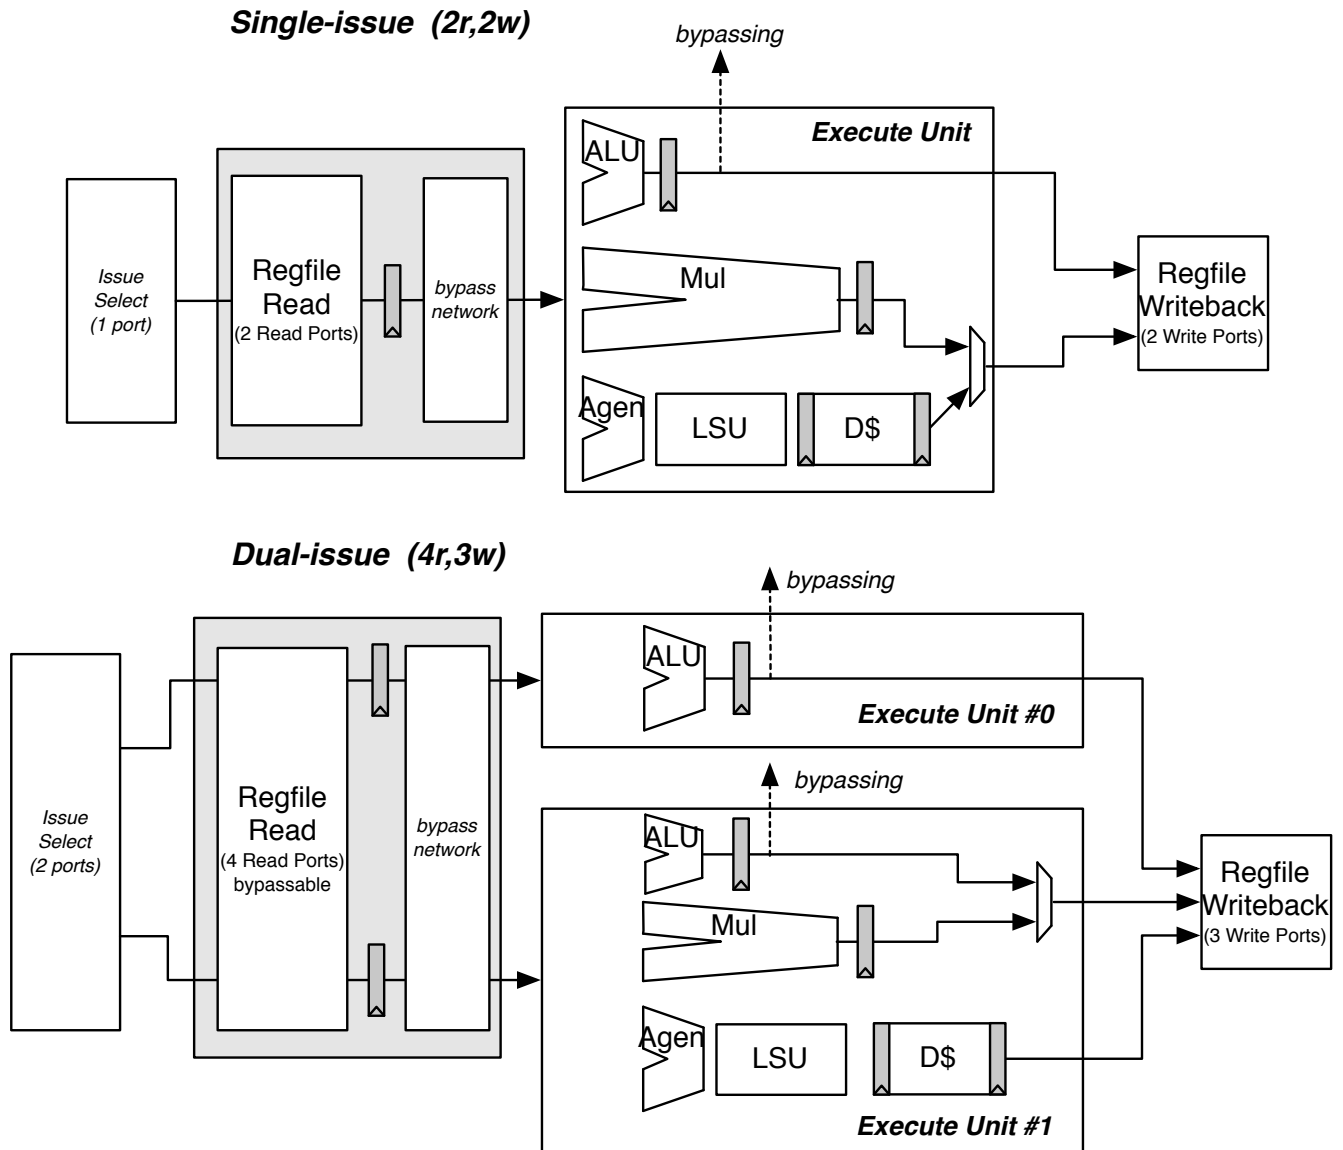 Single-issue (2r,2w)
bypassing
Execute Unit
ALU
Issue
Select
(1 port)
Regfile
Read
(2 Read Ports)
bypass
network
Mul
Agen
LSU
D$
Regfile
Writeback
(2 Write Ports)
Dual-issue (4r,3w)
bypassing
ALU
Execute Unit #0
Issue
Select
(2 ports)
Regfile
Read
(4 Read Ports)
bypassable
bypass
network
bypassing
ALU
Mul
Agen
LSU
D$
Execute Unit #1
Regfile
Writeback
(3 Write Ports)